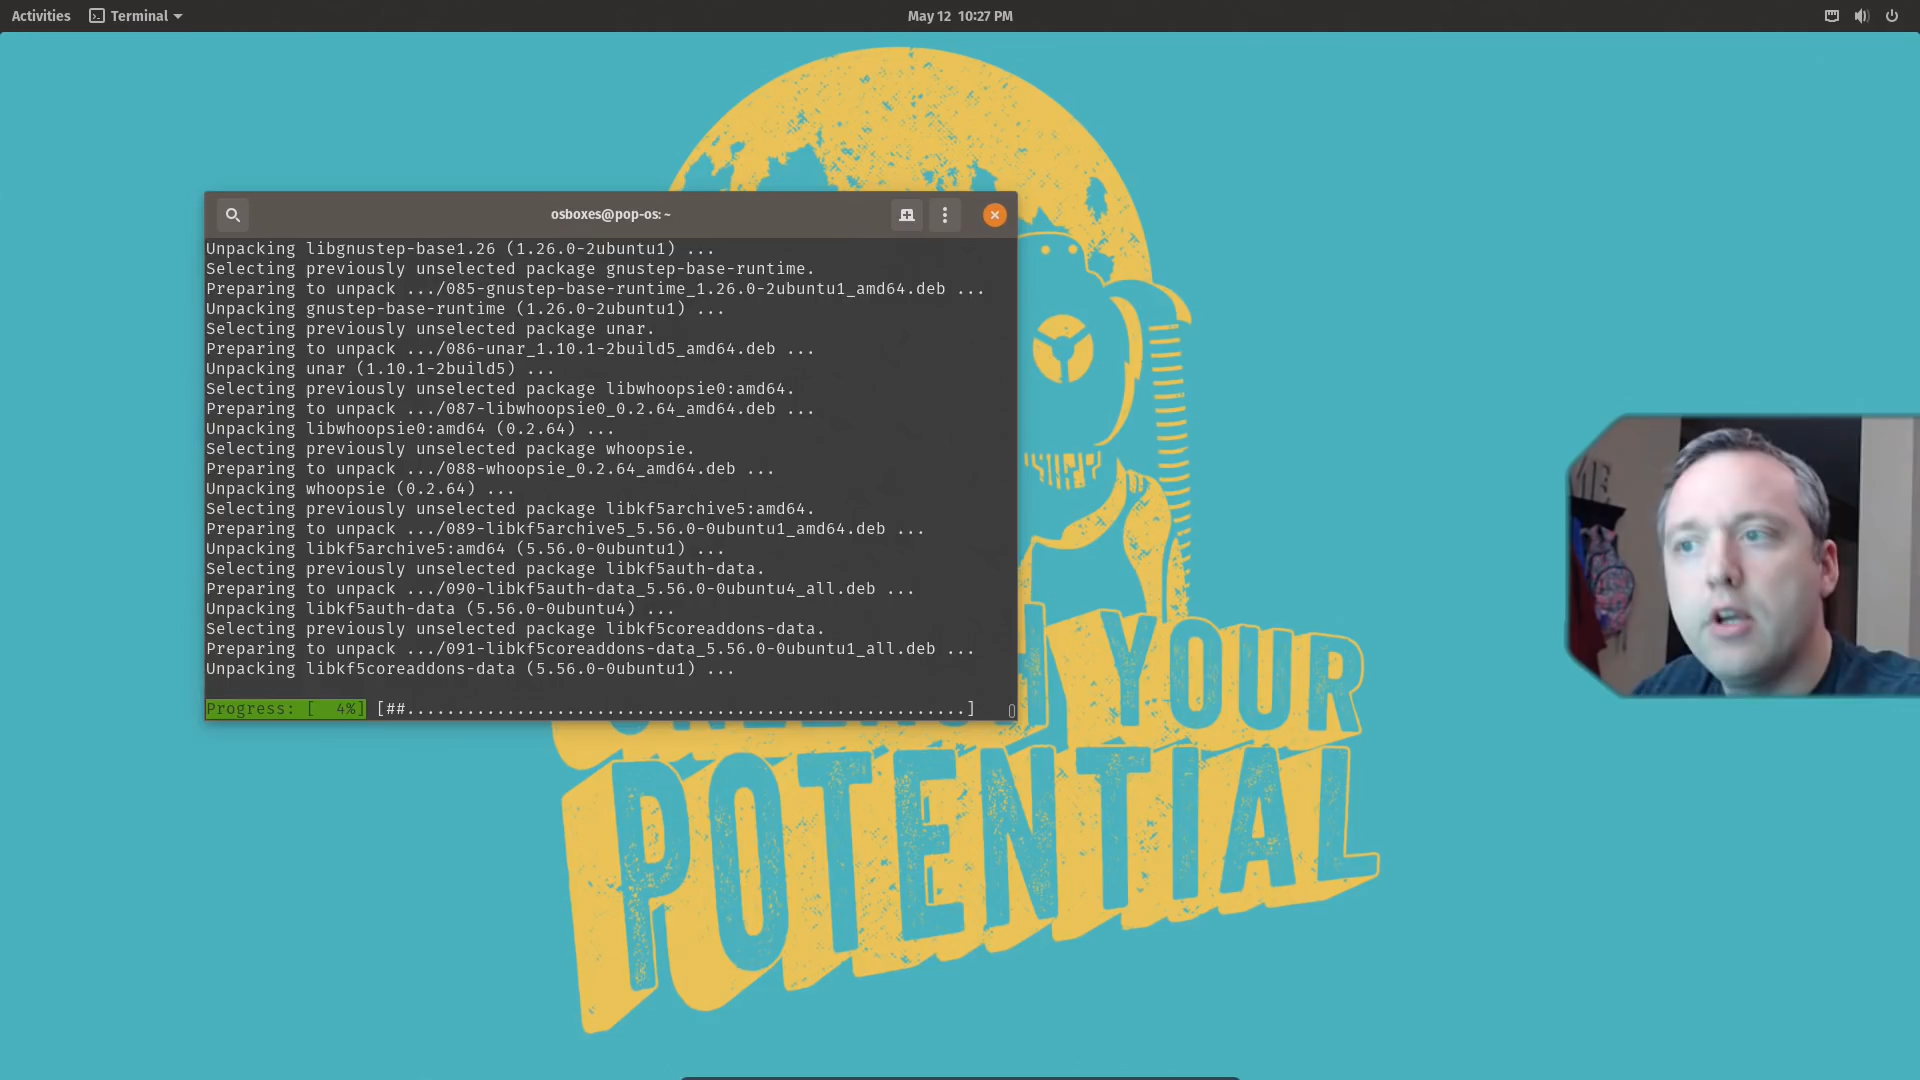 Activities
Terminal
May 12 10:27 PM
osboxes@pop-os: ~
Unpacking libgnustep-base1.26 (1.26.0-2ubuntu1) ...
Selecting previously unselected package gnustep-base-runtime.
Preparing to unpack .../085-gnustep-base-runtime_1.26.0-2ubuntu1_amd64.deb ...
Unpacking gnustep-base-runtime (1.26.0-2ubuntu1) ...
Selecting previously unselected package unar.
Preparing to unpack .../086-unar_1.10.1-2build5_amd64.deb ...
Unpacking unar (1.10.1-2build5) ...
Selecting previously unselected package libwhoopsie0:amd64.
Preparing to unpack .../087-libwhoopsie0_0.2.64_amd64.deb ...
Unpacking libwhoopsie0:amd64 (0.2.64) ...
Selecting previously unselected package whoopsie.
Preparing to unpack .../088-whoopsie_0.2.64_amd64.deb ...
Unpacking whoopsie (0.2.64) ...
Selecting previously unselected package libkf5archive5:amd64.
Preparing to unpack .../089-libkf5archive5_5.56.0-0ubuntu1_amd64.deb ...
Unpacking libkf5archive5:amd64 (5.56.0-0ubuntu1) ...
Selecting previously unselected package libkf5auth-data.
Preparing to unpack .../090-libkf5auth-data_5.56.0-0ubuntu4_all.deb ...
Unpacking libkf5auth-data (5.56.0-0ubuntu4) ...
Selecting previously unselected package libkf5coreaddons-data.
Preparing to unpack .../091-libkf5coreaddons-data_5.56.0-0ubuntu1_all.deb ...
Unpacking libkf5coreaddons-data (5.56.0-0ubuntu1) ...
Progress: [  4%] [##........................................................]
YOUR
POTENTIAL